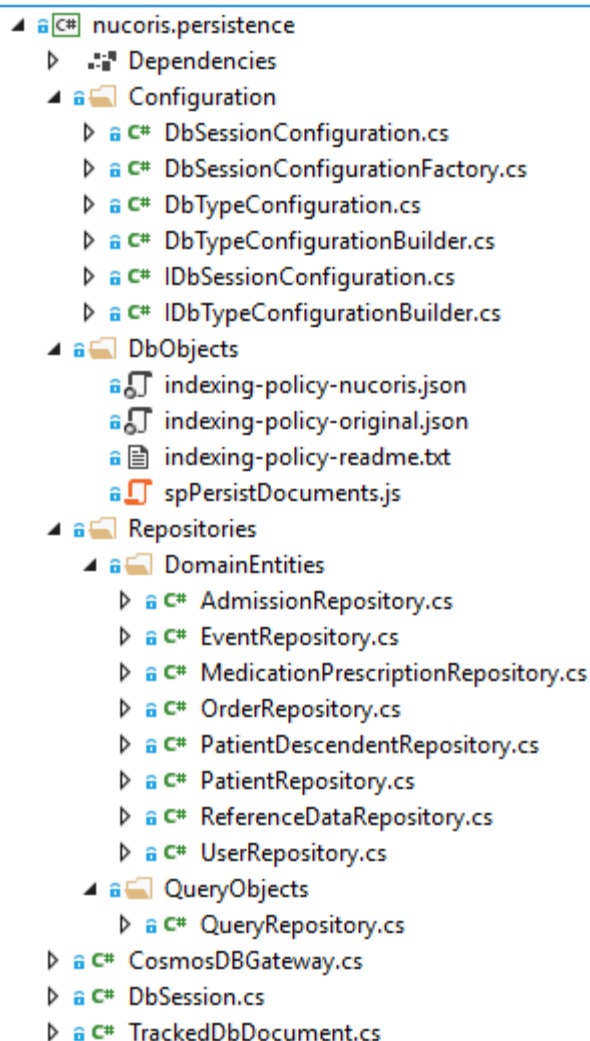 C# nucoris.persistence
Dependencies
Configuration
C# DbSessionConfiguration.cs
C# DbSessionConfigurationFactory.cs
C# DbTypeConfiguration.cs
C# DbTypeConfigurationBuilder.cs
C# IDbSessionConfiguration.cs
C# IDbTypeConfigurationBuilder.cs
DbObjects
indexing-policy-nucoris.json
indexing-policy-original.json
indexing-policy-readme.txt
spPersistDocuments.js
Repositories
DomainEntities
C# AdmissionRepository.cs
C# EventRepository.cs
C# MedicationPrescriptionRepository.cs
C# OrderRepository.cs
C# PatientDescendentRepository.cs
C# PatientRepository.cs
C# ReferenceDataRepository.cs
C# UserRepository.cs
QueryObjects
C# QueryRepository.cs
C# CosmosDBGateway.cs
C# DbSession.cs
C# TrackedDbDocument.cs